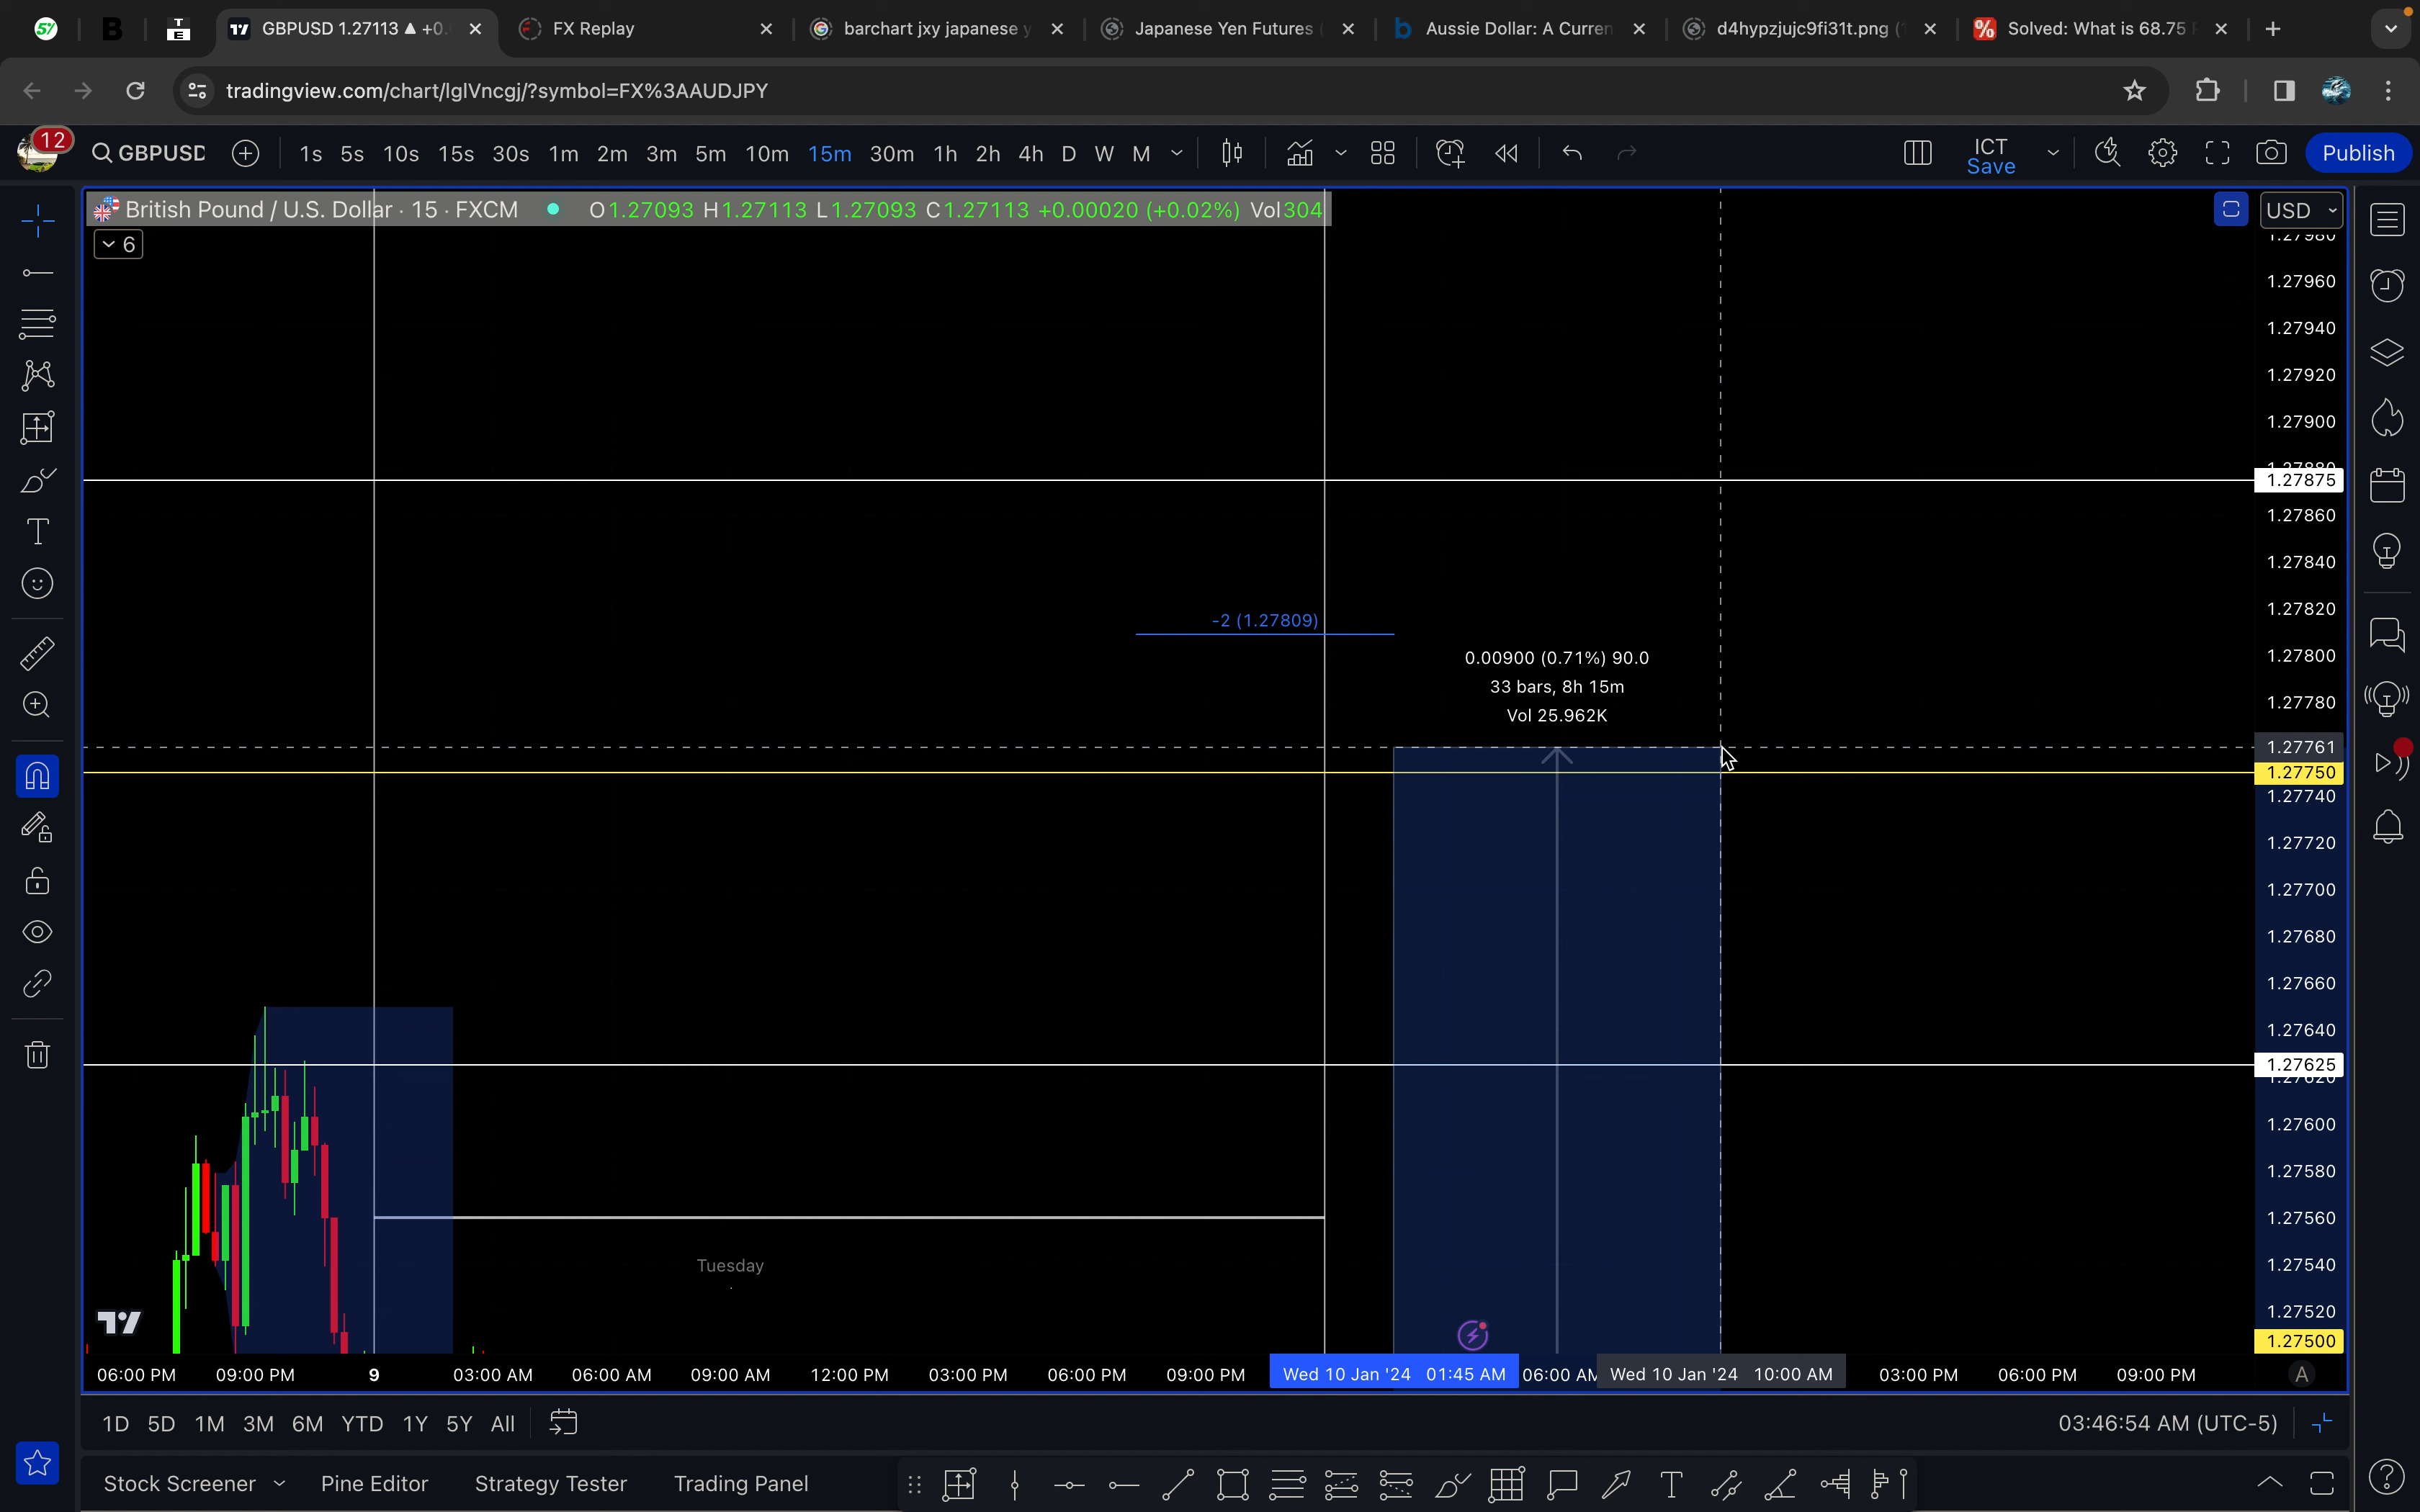 GBPUSD 1.27113 ▲ +0.
FX Replay
barchart jxy japanese y
Japanese Yen Futures (
Aussie Dollar: A Curren
d4hypzjujc9fi31t.png (
Solved: What is 68.75
tradingview.com/chart/lglVncgj/?symbol=FX%3AAUDJPY
12
GBPUSD
1s 5s 10s 15s 30s 1m 2m 3m 5m 10m 15m 30m 1h 2h 4h D W M
ICT
Save
Publish
British Pound / U.S. Dollar · 15 · FXCM O1.27093 H1.27113 L1.27093 C1.27113 +0.00020 (+0.02%) Vol304
6
USD
1.27980
1.27960
1.27940
1.27920
1.27900
1.27880
1.27875
1.27860
1.27840
1.27820
-2 (1.27809)
1.27800
0.00900 (0.71%) 90.0
33 bars, 8h 15m
Vol 25.962K
1.27780
1.27761
1.27750
1.27740
1.27720
1.27700
1.27680
1.27660
1.27640
1.27625
1.27620
1.27600
1.27580
1.27560
1.27540
Tuesday
1.27520
1.27500
06:00 PM 09:00 PM 9 03:00 AM 06:00 AM 09:00 AM 12:00 PM 03:00 PM 06:00 PM 09:00 PM Wed 10 Jan '24 01:45 AM 06:00 AM Wed 10 Jan '24 10:00 AM 03:00 PM 06:00 PM 09:00 PM
A
1D 5D 1M 3M 6M YTD 1Y 5Y All
03:46:54 AM (UTC-5)
Stock Screener Pine Editor Strategy Tester Trading Panel